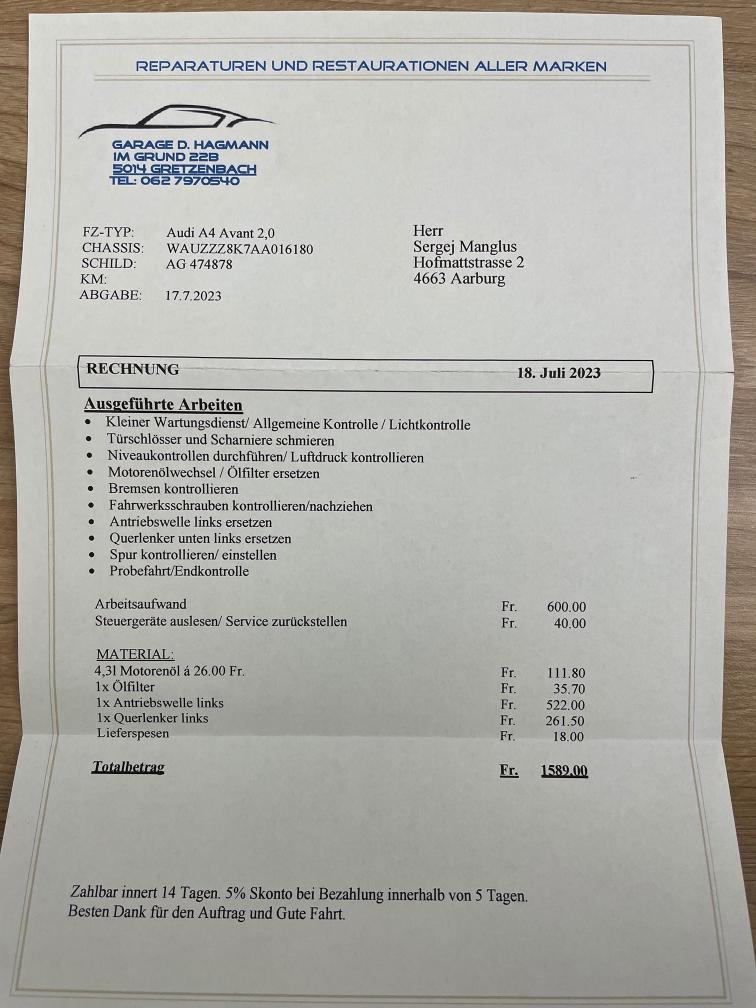 REPARATUREN UND RESTAURATIONEN ALLER MARKEN
GARAGE D. HAGMANN
IM GRUND 22B
5014 GRETZENBACH
TEL: 062 7970540
FZ-TYP: Audi A4 Avant 2,0
CHASSIS: WAUZZZ8K7AA016180
SCHILD: AG 474878
KM:
ABGABE: 17.7.2023
Herr
Sergej Manglus
Hofmattstrasse 2
4663 Aarburg
RECHNUNG 18. Juli 2023
Ausgeführte Arbeiten
• Kleiner Wartungsdienst/ Allgemeine Kontrolle / Lichtkontrolle
• Türschlösser und Scharniere schmieren
• Niveaukontrollen durchführen/ Luftdruck kontrollieren
• Motorenölwechsel / Ölfilter ersetzen
• Bremsen kontrollieren
• Fahrwerksschrauben kontrollieren/nachziehen
• Antriebswelle links ersetzen
• Querlenker unten links ersetzen
• Spur kontrollieren/ einstellen
• Probefahrt/Endkontrolle
Arbeitsaufwand Fr. 600.00
Steuergeräte auslesen/ Service zurückstellen Fr. 40.00
MATERIAL:
4,3l Motorenöl á 26.00 Fr. Fr. 111.80
1x Ölfilter Fr. 35.70
1x Antriebswelle links Fr. 522.00
1x Querlenker links Fr. 261.50
Lieferspesen Fr. 18.00
Totalbetrag Fr. 1589.00
Zahlbar innert 14 Tagen. 5% Skonto bei Bezahlung innerhalb von 5 Tagen.
Besten Dank für den Auftrag und Gute Fahrt.